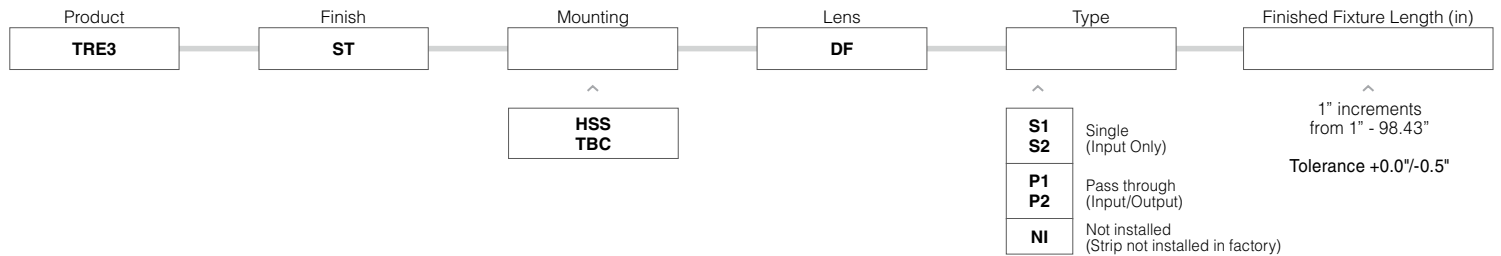 Product
Finish
Mounting
Lens
Type
Finished Fixture Length (in)
TRE3
ST
DF
HSS
TBC
S1
S2
Single
(Input Only)
P1
P2
Pass through
(Input/Output)
NI
Not installed
(Strip not installed in factory)
1” increments
from 1” - 98.43”
Tolerance +0.0"/-0.5"